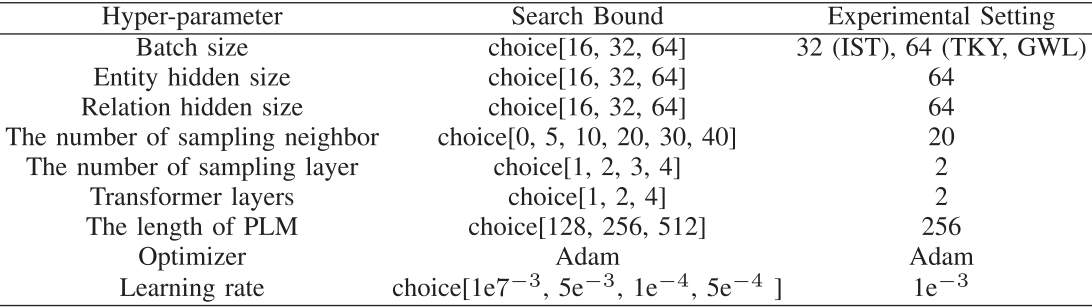 Hyper-parameter Search Bound Experimental Setting
Batch size choice[16, 32, 64] 32 (IST), 64 (TKY, GWL)
Entity hidden size choice[16, 32, 64] 64
Relation hidden size choice[16, 32, 64] 64
The number of sampling neighbor choice[0, 5, 10, 20, 30, 40] 20
The number of sampling layer choice[1, 2, 3, 4] 2
Transformer layers choice[1, 2, 4] 2
The length of PLM choice[128, 256, 512] 256
Optimizer Adam Adam
Learning rate choice[1e7⁻³, 5e⁻³, 1e⁻⁴, 5e⁻⁴ ] 1e⁻³